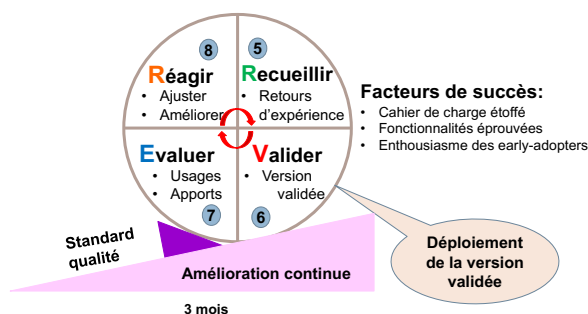 8
5
Réagir
• Ajuster
• Améliorer
Recueillir
• Retours
d'expérience
Facteurs de succès:
• Cahier de charge étoffé
• Fonctionnalités éprouvées
• Enthousiasme des early-adopters
Evaluer
• Usages
• Apports
7
Valider
• Version
validée
6
Standard
qualité
Amélioration continue
3 mois
Déploiement
de la version
validée